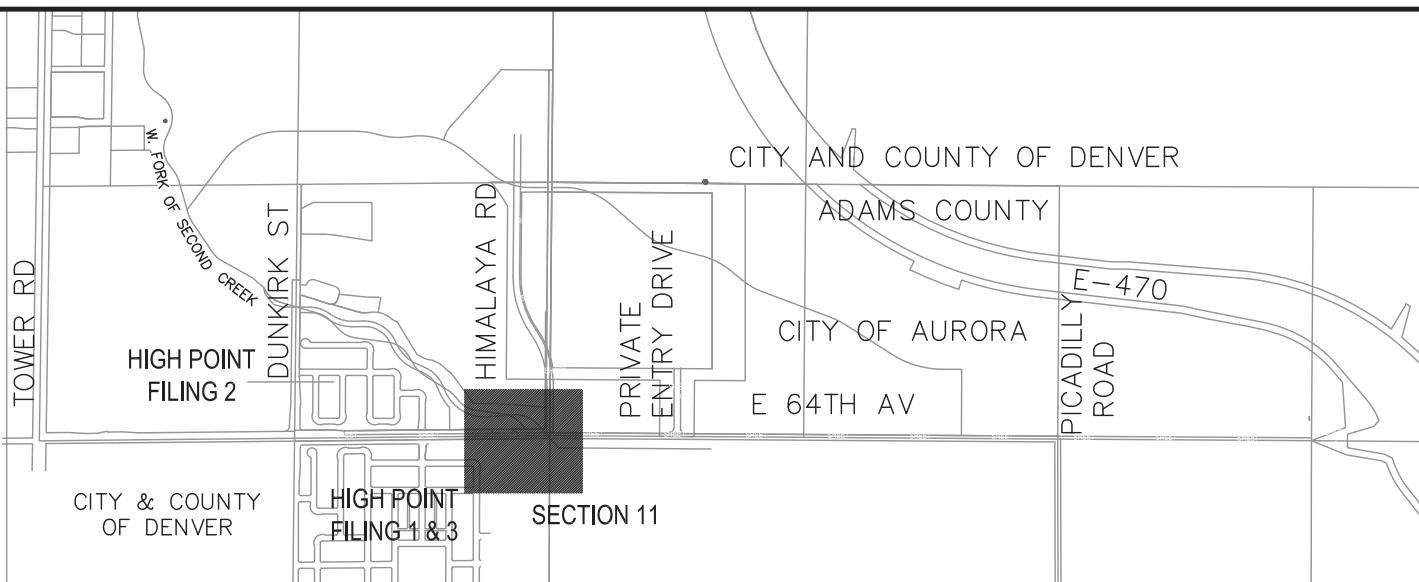 CITY AND COUNTY OF DENVER
ADAMS COUNTY
W. FORK OF SECOND CREEK
TOWER RD
DUNKIRK ST
HIMALAYA RD
PRIVATE
ENTRY DRIVE
E-470
CITY OF AURORA
PICADILLY
ROAD
HIGH POINT
FILING 2
E 64TH AV
CITY & COUNTY
OF DENVER
HIGH POINT
FILING 1 & 3
SECTION 11